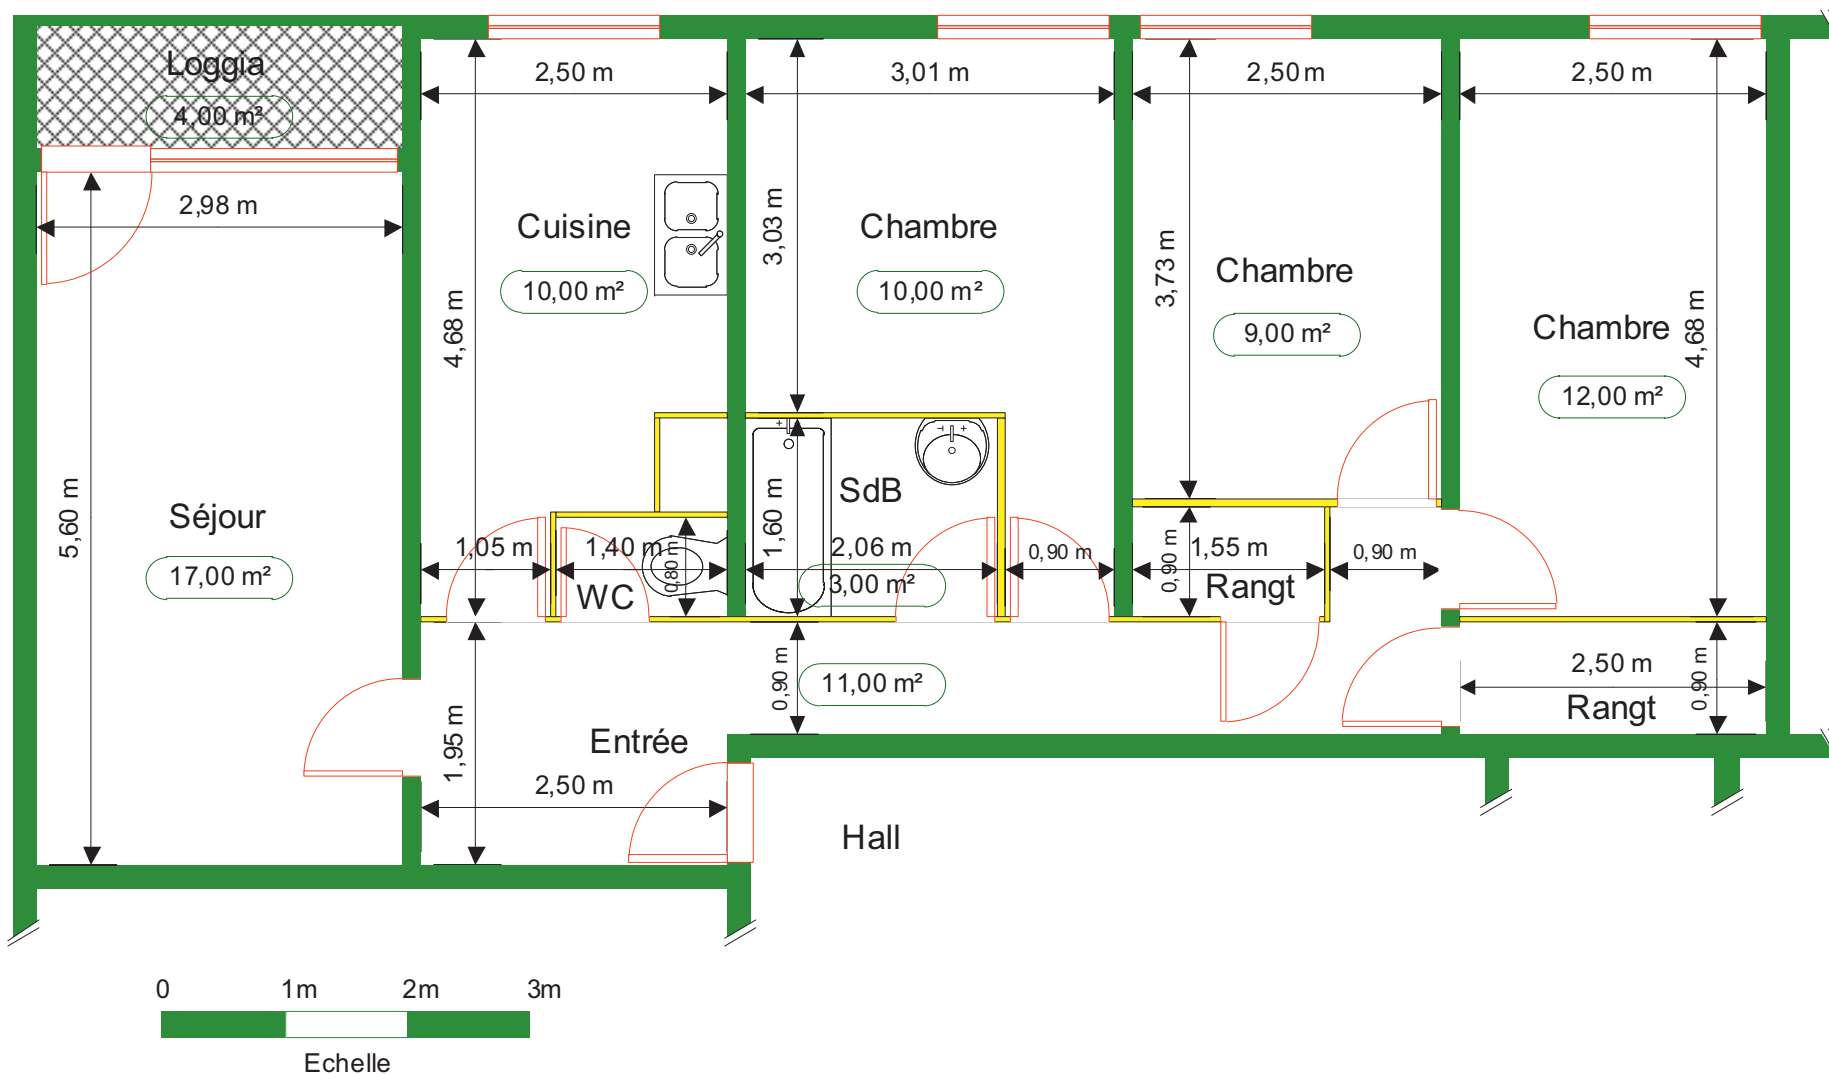 Loggia
4,00 m²
2,50 m
3,01 m
2,50m
2,50 m
2,98 m
Cuisine
10,00 m²
4,68 m
3,03 m
Chambre
10,00 m²
3,73 m
Chambre
9,00 m²
Chambre
12,00 m²
4,68 m
5,60 m
Séjour
17,00 m²
1,05 m
1,40 m
0,80 m
WC
1,60 m
SdB
2,06 m
3,00 m²
0,90 m
0,90 m
1,55 m
Rangt
0,90 m
1,95 m
Entrée
2,50 m
0,90 m
11,00 m²
2,50 m
Rangt
0,90 m
Hall
0 1m 2m 3m
Echelle